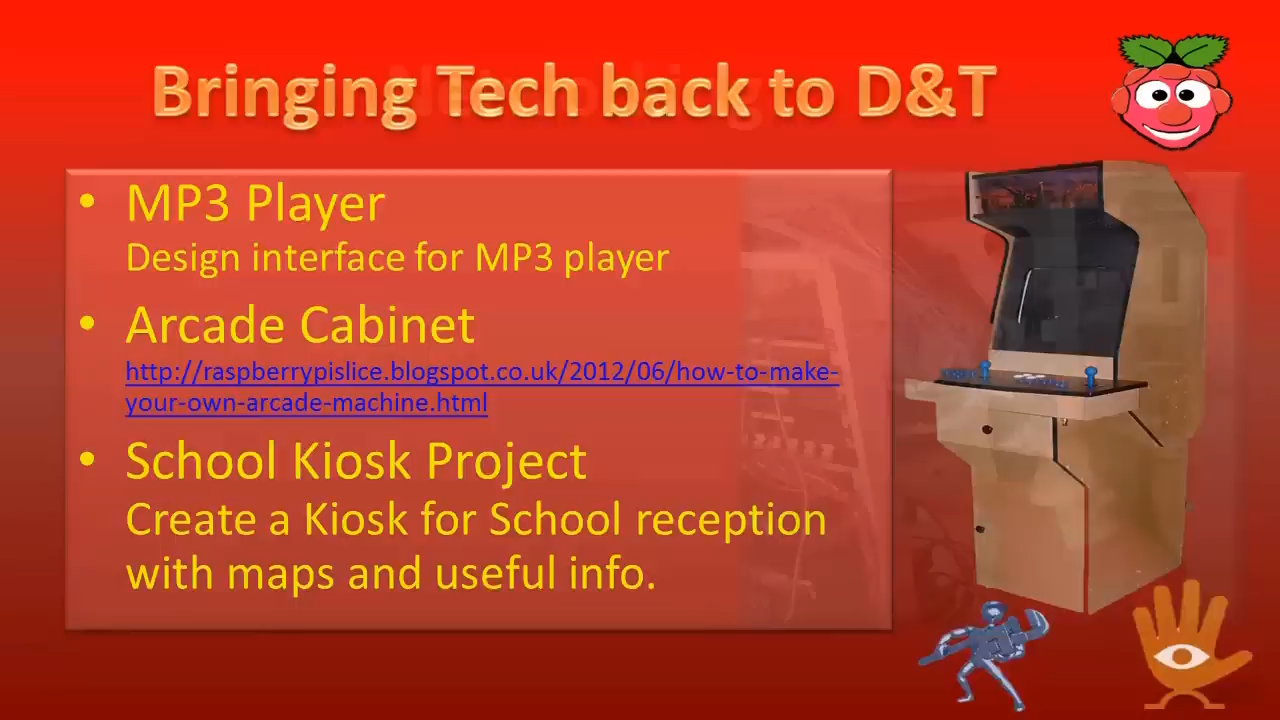 Bringing Tech back to D&T
• MP3 Player
Design interface for MP3 player
• Arcade Cabinet
http://raspberrypislice.blogspot.co.uk/2012/06/how-to-make-
your-own-arcade-machine.html
• School Kiosk Project
Create a Kiosk for School reception
with maps and useful info.